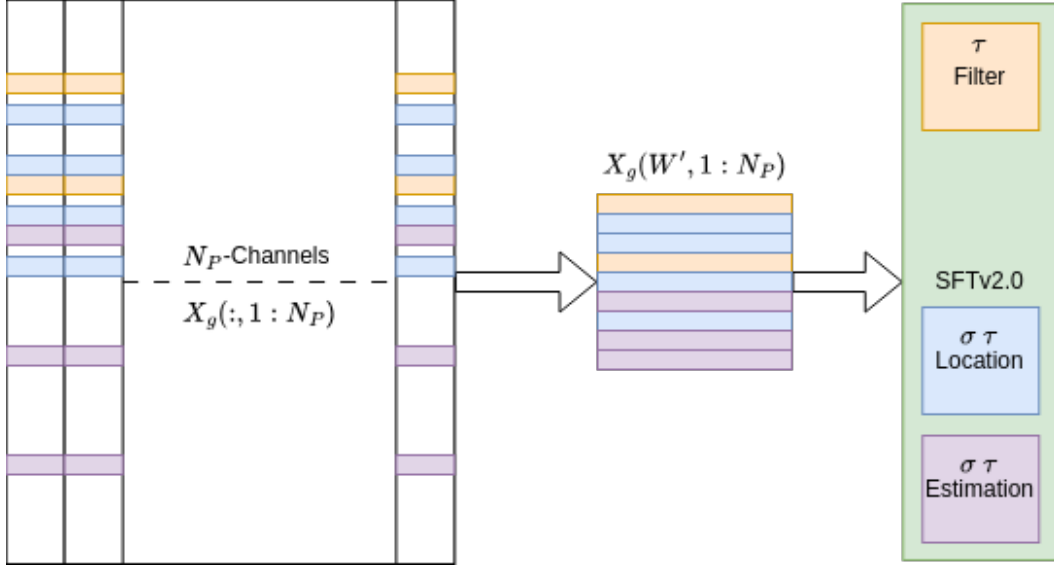 N_P-Channels
X_g(:, 1 : N_P)
X_g(W', 1 : N_P)
τ
Filter
SFTv2.0
σ τ
Location
σ τ
Estimation